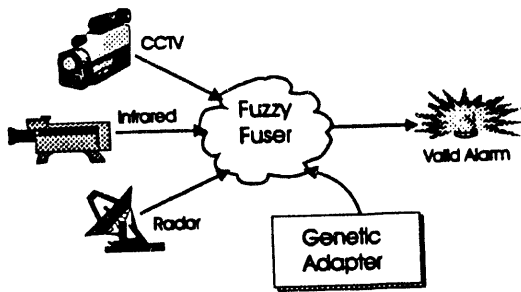 CCTV
Infrared
Radar
Fuzzy
Fuser
Valid Alarm
Genetic
Adapter